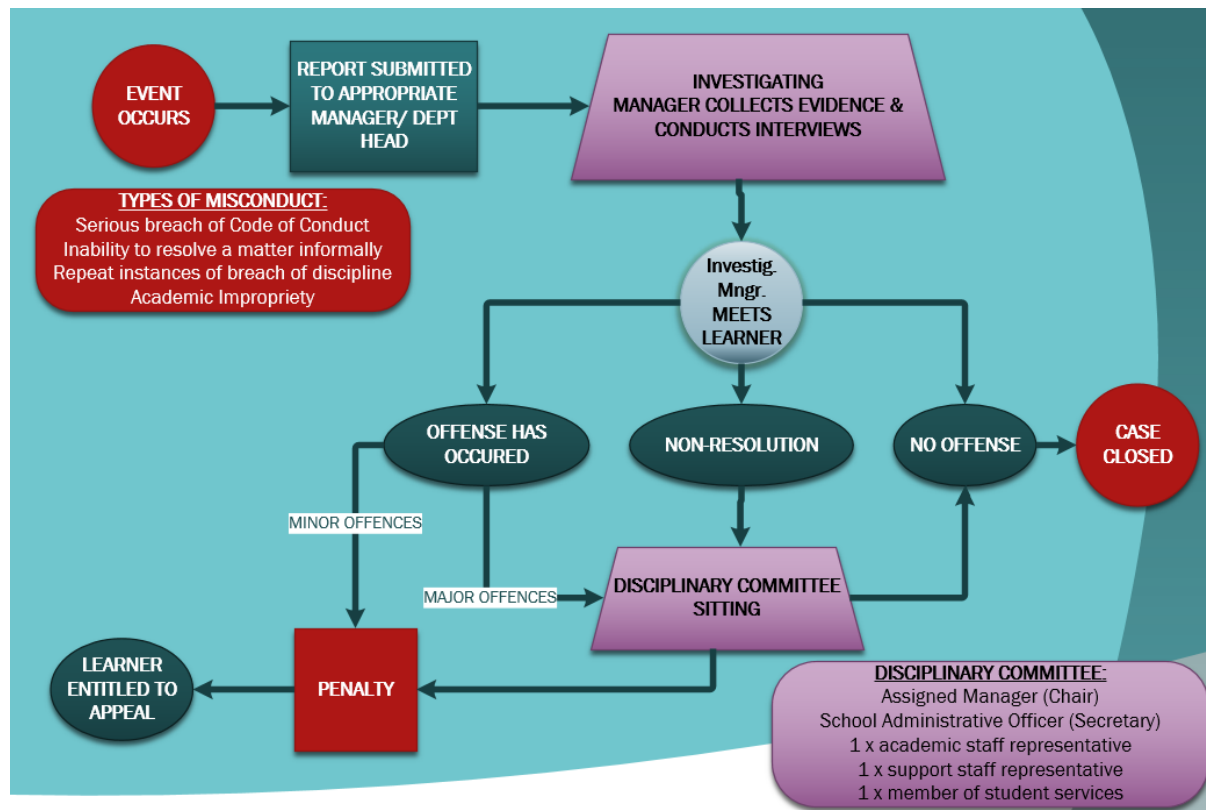 EVENT
OCCURS
REPORT SUBMITTED
TO APPROPRIATE
MANAGER/ DEPT
HEAD
INVESTIGATING
MANAGER COLLECTS EVIDENCE &
CONDUCTS INTERVIEWS
TYPES OF MISCONDUCT:
Serious breach of Code of Conduct
Inability to resolve a matter informally
Repeat instances of breach of discipline
Academic Impropriety
Investig.
Mngr.
MEETS
LEARNER
OFFENSE HAS
OCCURED
NON-RESOLUTION
NO OFFENSE
CASE
CLOSED
MINOR OFFENCES
MAJOR OFFENCES
DISCIPLINARY COMMITTEE
SITTING
LEARNER
ENTITLED TO
APPEAL
PENALTY
DISCIPLINARY COMMITTEE:
Assigned Manager (Chair)
School Administrative Officer (Secretary)
1 x academic staff representative
1 x support staff representative
1 x member of student services